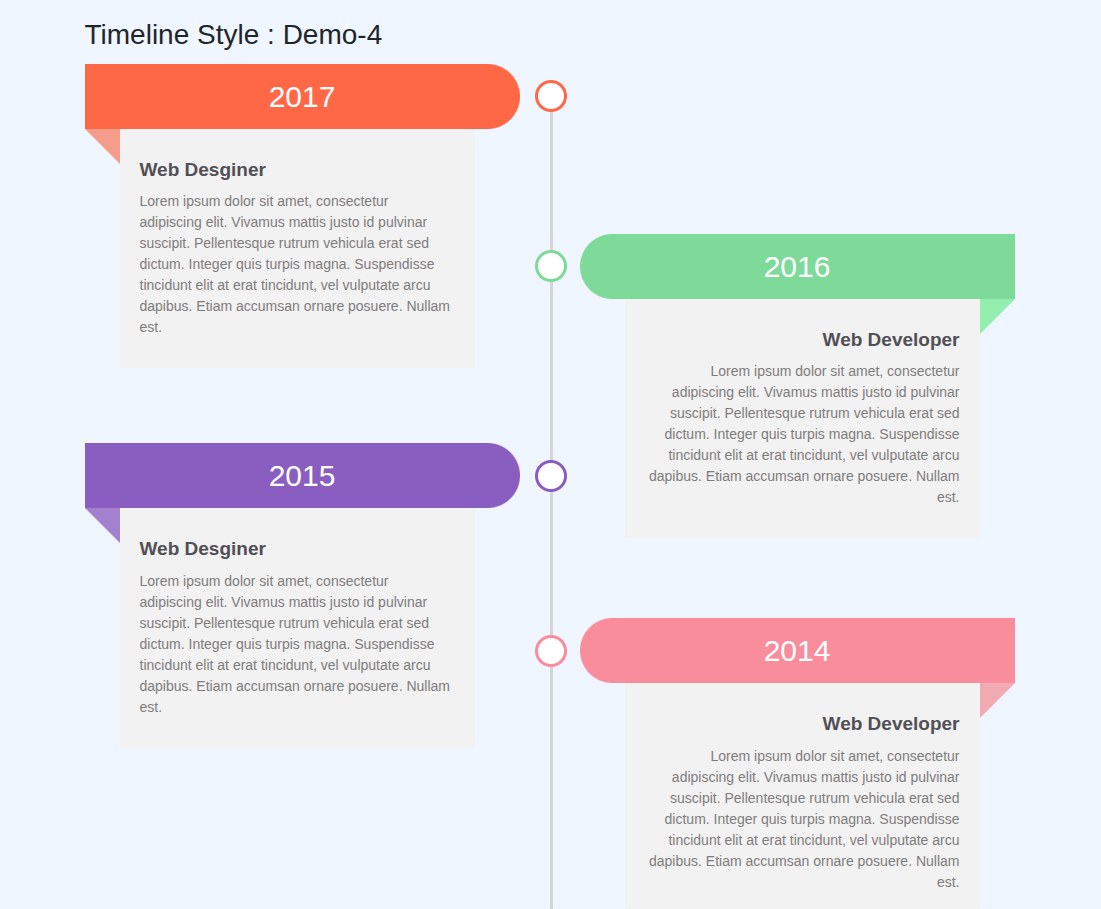 Timeline Style : Demo-4
2017
Web Desginer
Lorem ipsum dolor sit amet, consectetur
adipiscing elit. Vivamus mattis justo id pulvinar
suscipit. Pellentesque rutrum vehicula erat sed
dictum. Integer quis turpis magna. Suspendisse
tincidunt elit at erat tincidunt, vel vulputate arcu
dapibus. Etiam accumsan ornare posuere. Nullam
est.
2016
Web Developer
Lorem ipsum dolor sit amet, consectetur
adipiscing elit. Vivamus mattis justo id pulvinar
suscipit. Pellentesque rutrum vehicula erat sed
dictum. Integer quis turpis magna. Suspendisse
tincidunt elit at erat tincidunt, vel vulputate arcu
dapibus. Etiam accumsan ornare posuere. Nullam
est.
2015
Web Desginer
Lorem ipsum dolor sit amet, consectetur
adipiscing elit. Vivamus mattis justo id pulvinar
suscipit. Pellentesque rutrum vehicula erat sed
dictum. Integer quis turpis magna. Suspendisse
tincidunt elit at erat tincidunt, vel vulputate arcu
dapibus. Etiam accumsan ornare posuere. Nullam
est.
2014
Web Developer
Lorem ipsum dolor sit amet, consectetur
adipiscing elit. Vivamus mattis justo id pulvinar
suscipit. Pellentesque rutrum vehicula erat sed
dictum. Integer quis turpis magna. Suspendisse
tincidunt elit at erat tincidunt, vel vulputate arcu
dapibus. Etiam accumsan ornare posuere. Nullam
est.